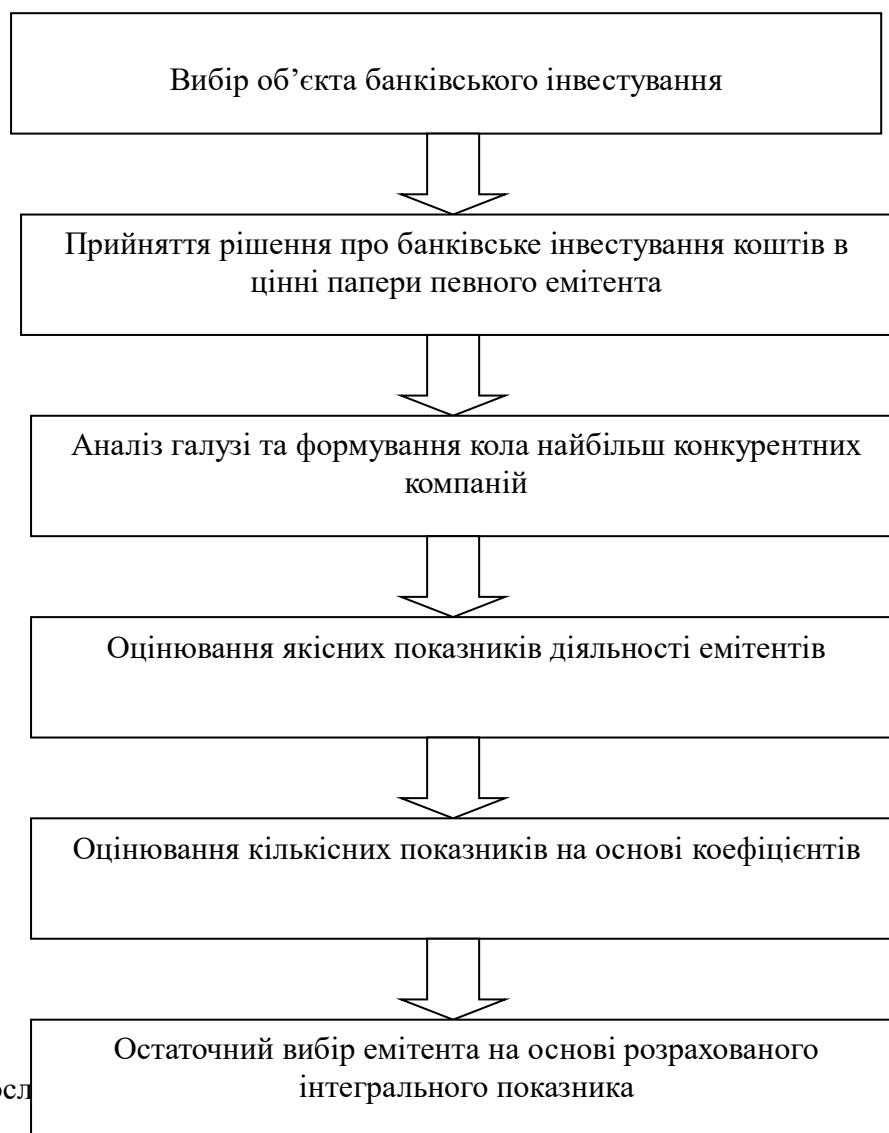 Вибір об’єкта банківського інвестування
Прийняття рішення про банківське інвестування коштів в
цінні папери певного емітента
Аналіз галузі та формування кола найбільш конкурентних
компаній
Оцінювання якісних показників діяльності емітентів
Оцінювання кількісних показників на основі коефіцієнтів
Остаточний вибір емітента на основі розрахованого
інтегрального показника